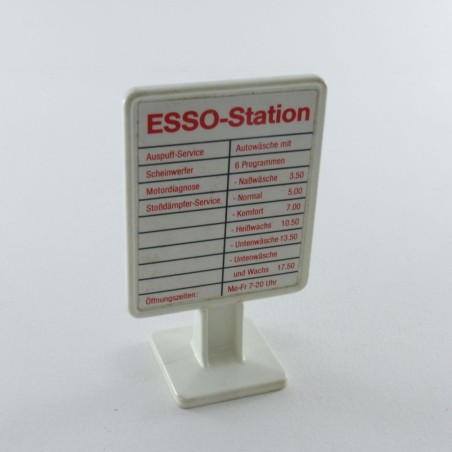 ESSO-Station
Auspuff-Service
Scheinwerfer
Motordiagnose
Stoßdämpfer-Service
Autowäsche mit
6 Programmen
- Naßwäsche 3.50
- Normal 5.00
- Komfort 7.00
- Heißwachs 10.50
- Unterwäsche 13.50
- Unterwäsche
und Wachs 17.50
Öffnungszeiten: Mo-Fr 7-20 Uhr